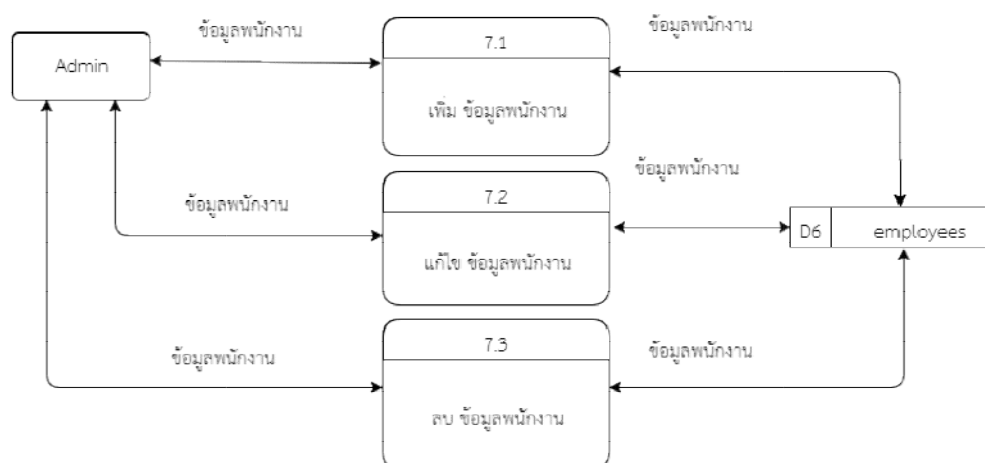 ข้อมูลพนักงาน
7.1
ข้อมูลพนักงาน
Admin
เพิ่ม ข้อมูลพนักงาน
ข้อมูลพนักงาน
7.2
ข้อมูลพนักงาน
D6 employees
แก้ไข ข้อมูลพนักงาน
ข้อมูลพนักงาน
7.3
ข้อมูลพนักงาน
ลบ ข้อมูลพนักงาน